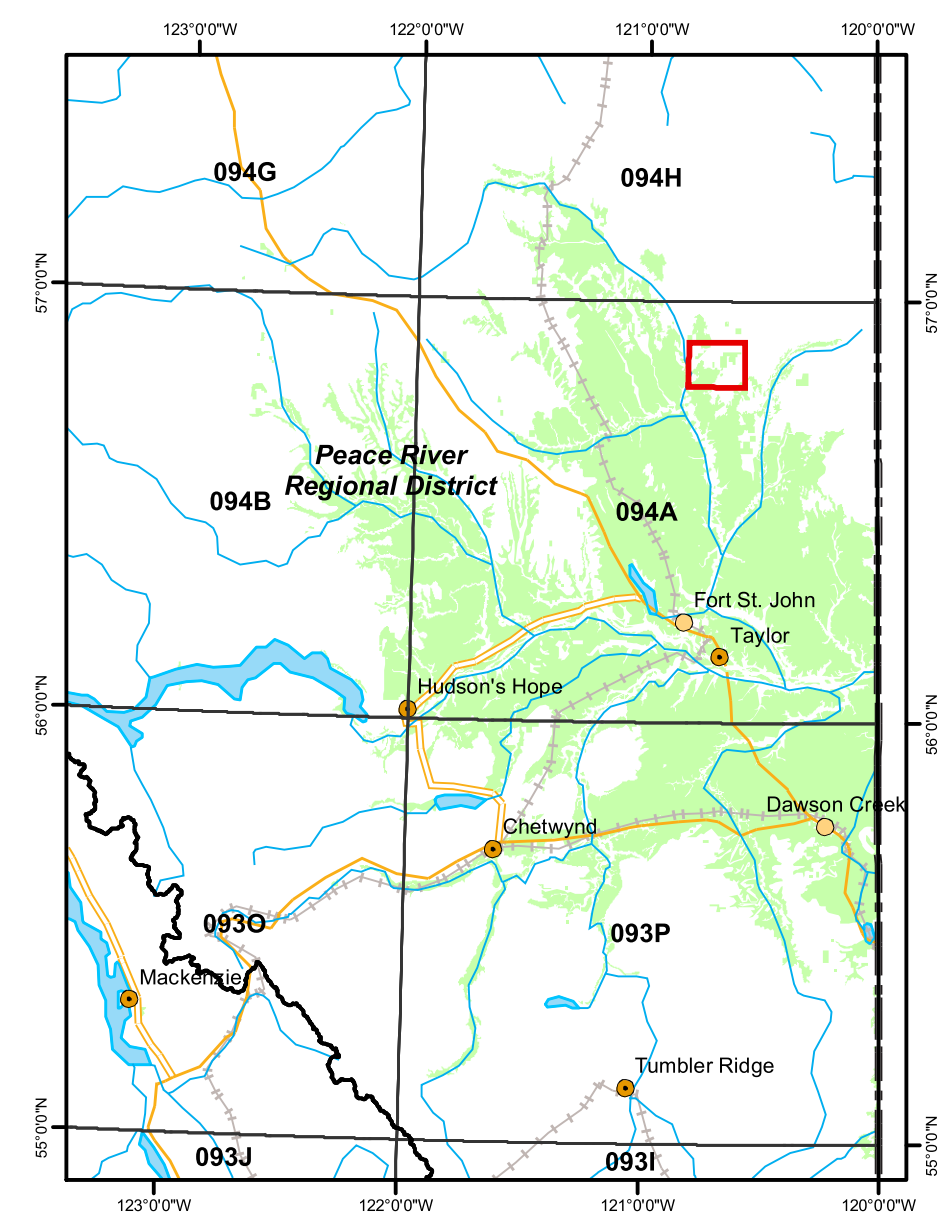 123°0'0"W 122°0'0"W 121°0'0"W 120°0'0"W
094G
094H
57°0'0"N
57°0'0"N
Peace River
Regional District
094B
094A
Fort St. John
Taylor
Hudson's Hope
56°0'0"N
56°0'0"N
Dawson Creek
Chetwynd
093O
093P
Mackenzie
Tumbler Ridge
55°0'0"N
55°0'0"N
093J
093I
123°0'0"W 122°0'0"W 121°0'0"W 120°0'0"W